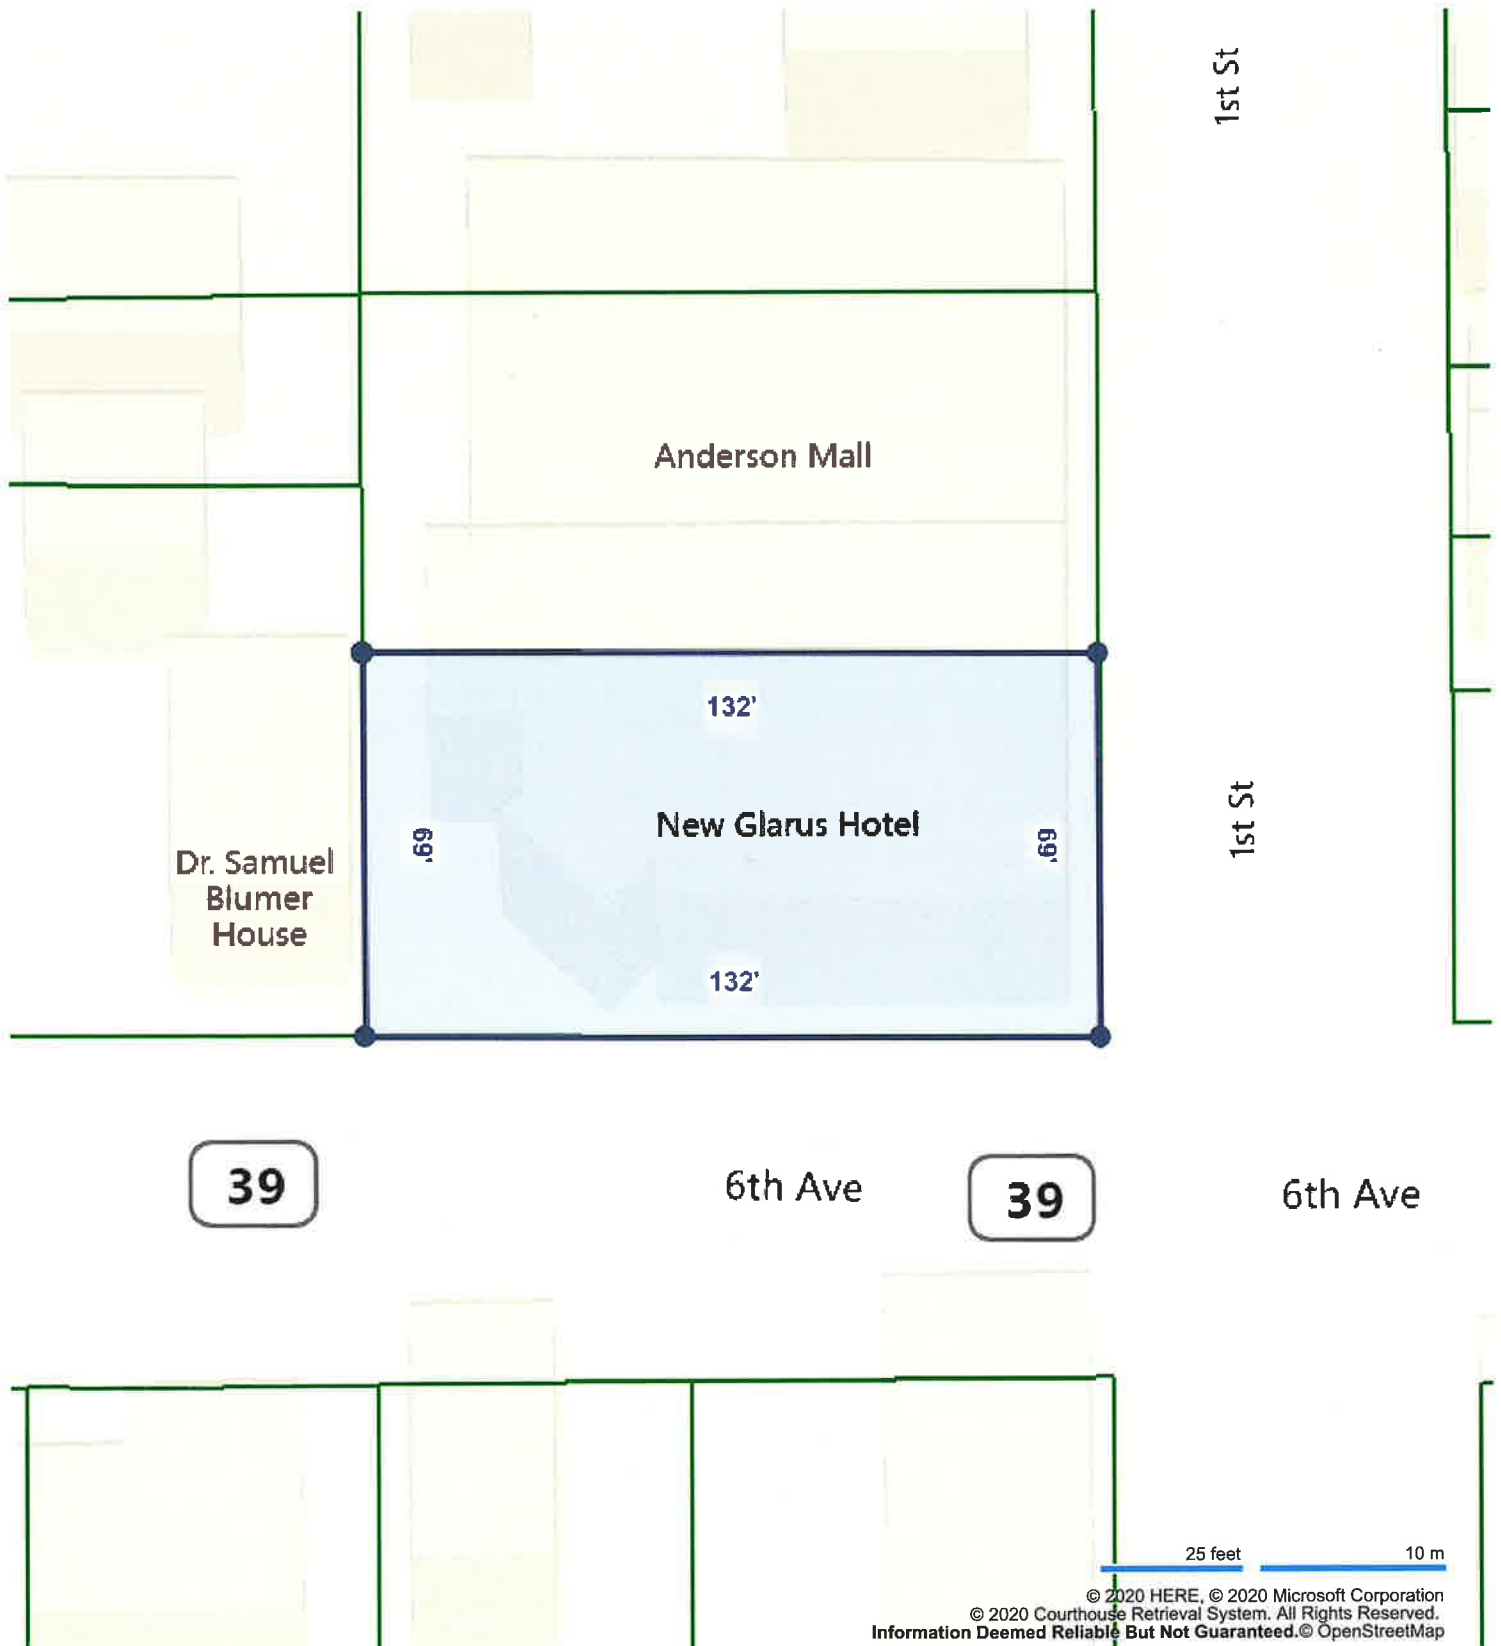 1st St
Anderson Mall
132'
New Glarus Hotel
69'
69'
1st St
Dr. Samuel
Blumer
House
132'
39
6th Ave
39
6th Ave
25 feet
10 m
© 2020 HERE, © 2020 Microsoft Corporation
© 2020 Courthouse Retrieval System. All Rights Reserved.
Information Deemed Reliable But Not Guaranteed.© OpenStreetMap